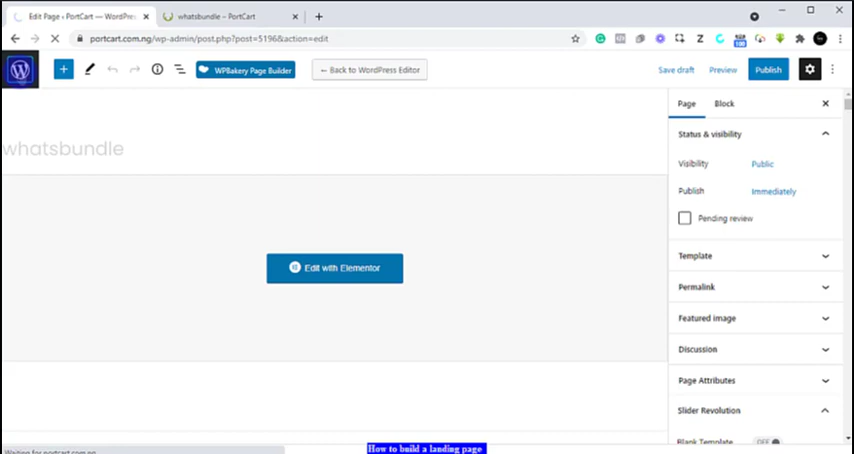 Edit Page ‹ PortCart — WordPres
whatsbundle – PortCart
portcart.com.ng/wp-admin/post.php?post=5196&action=edit
100
WPBakery Page Builder
← Back to WordPress Editor
Save draft
Preview
Publish
Page
Block
whatsbundle
Status & visibility
Visibility
Public
Publish
Immediately
Pending review
Edit with Elementor
Template
Permalink
Featured image
Discussion
Page Attributes
Slider Revolution
Blank Template
OFF
Waiting for portcart.com.ng
How to build a landing page